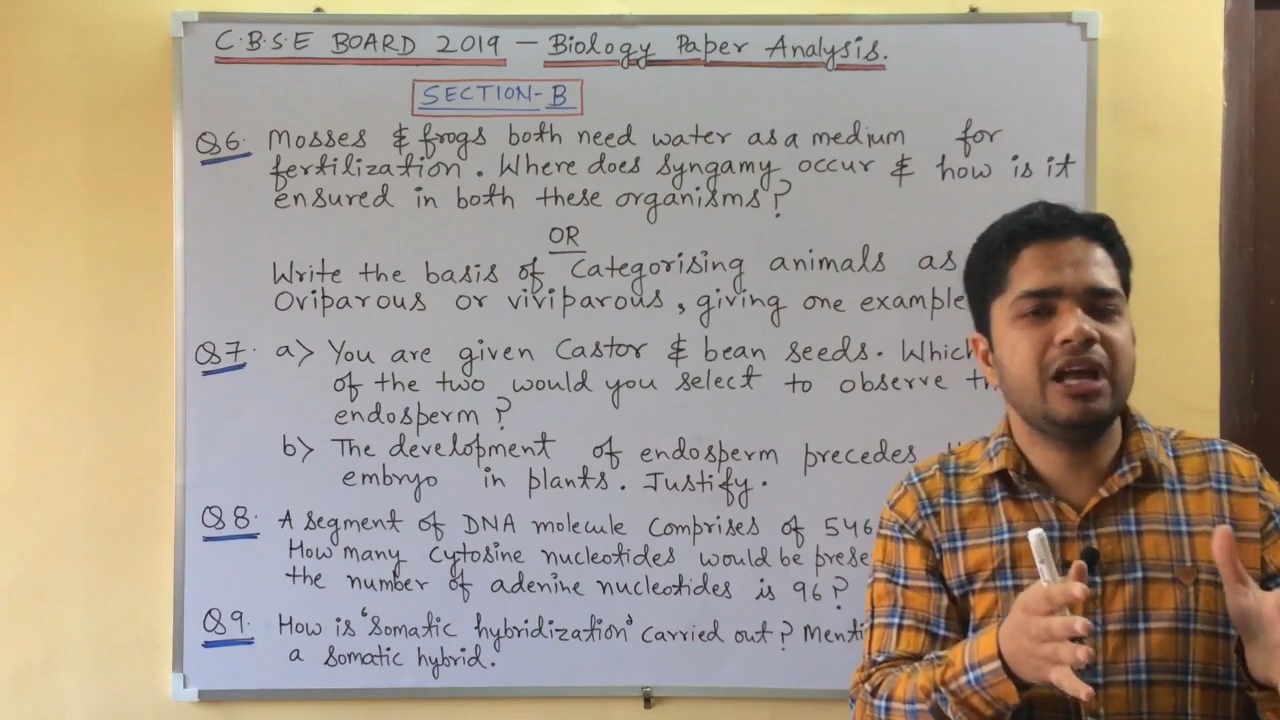 C.B.S.E BOARD 2019 – Biology Paper Analysis.
SECTION-B
Q6. Mosses & frogs both need water as a medium for
fertilization. Where does syngamy occur & how is it
ensured in both these organisms?
OR
Write the basis of categorising animals as
Oviparous or viviparous, giving one example
Q7. a> You are given Castor & bean seeds. Which
of the two would you select to observe
endosperm?
b> The development of endosperm precedes
embryo in plants. Justify.
Q8. A segment of DNA molecule comprises of 546
How many cytosine nucleotides would be
the number of adenine nucleotides is 96?
Q9. How is 'Somatic hybridization' carried out?
a Somatic hybrid.